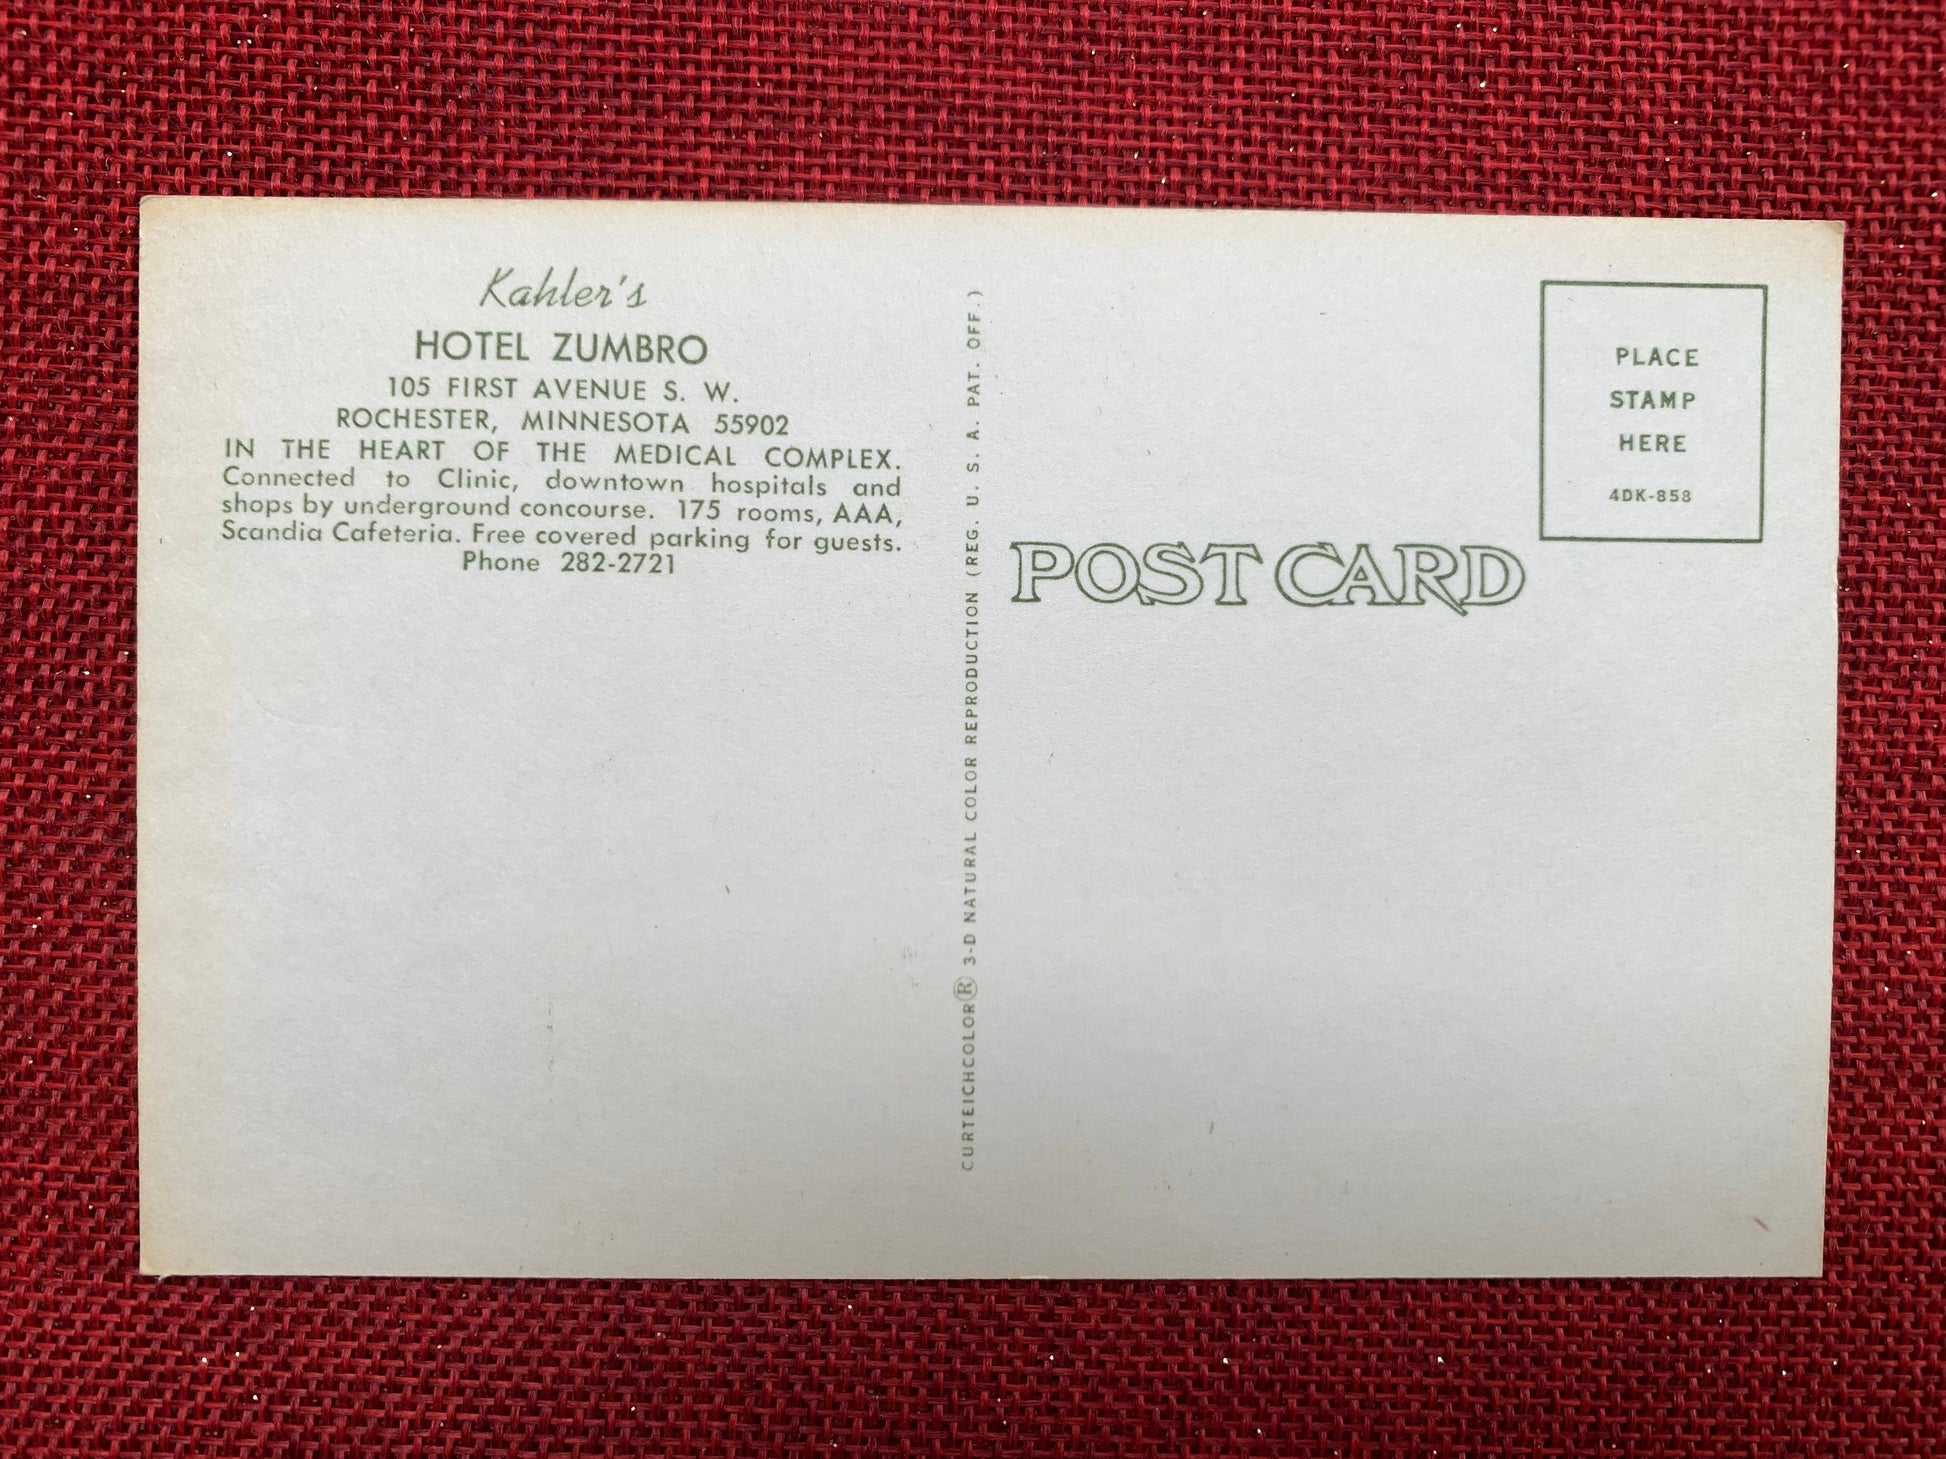 Kahler's
HOTEL ZUMBRO
105 FIRST AVENUE S. W.
ROCHESTER, MINNESOTA 55902
IN THE HEART OF THE MEDICAL COMPLEX.
Connected to Clinic, downtown hospitals and
shops by underground concourse. 175 rooms, AAA,
Scandia Cafeteria. Free covered parking for guests.
Phone 282-2721
CURTEICHCOLOR® 3-D NATURAL COLOR REPRODUCTION (REG. U. S. A. PAT. OFF.)
POST CARD
PLACE
STAMP
HERE
4DK-858